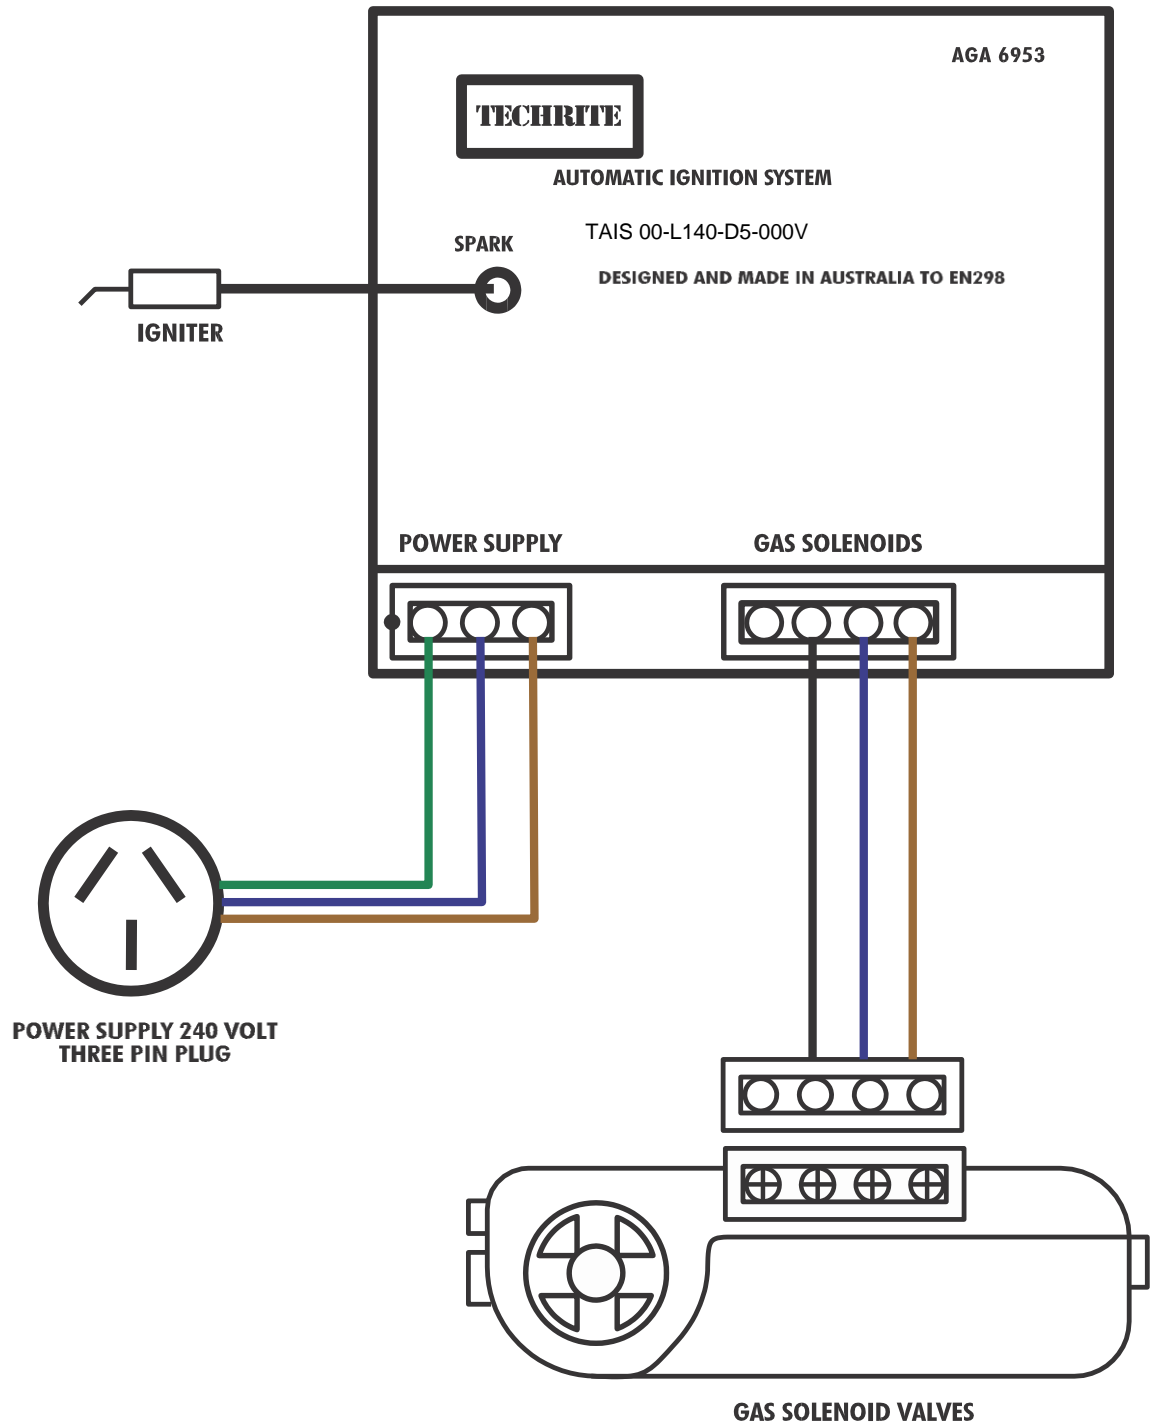 AGA 6953
TECHRITE
AUTOMATIC IGNITION SYSTEM
TAIS 00-L140-D5-000V
SPARK
DESIGNED AND MADE IN AUSTRALIA TO EN298
IGNITER
POWER SUPPLY
GAS SOLENOIDS
POWER SUPPLY 240 VOLT
THREE PIN PLUG
GAS SOLENOID VALVES